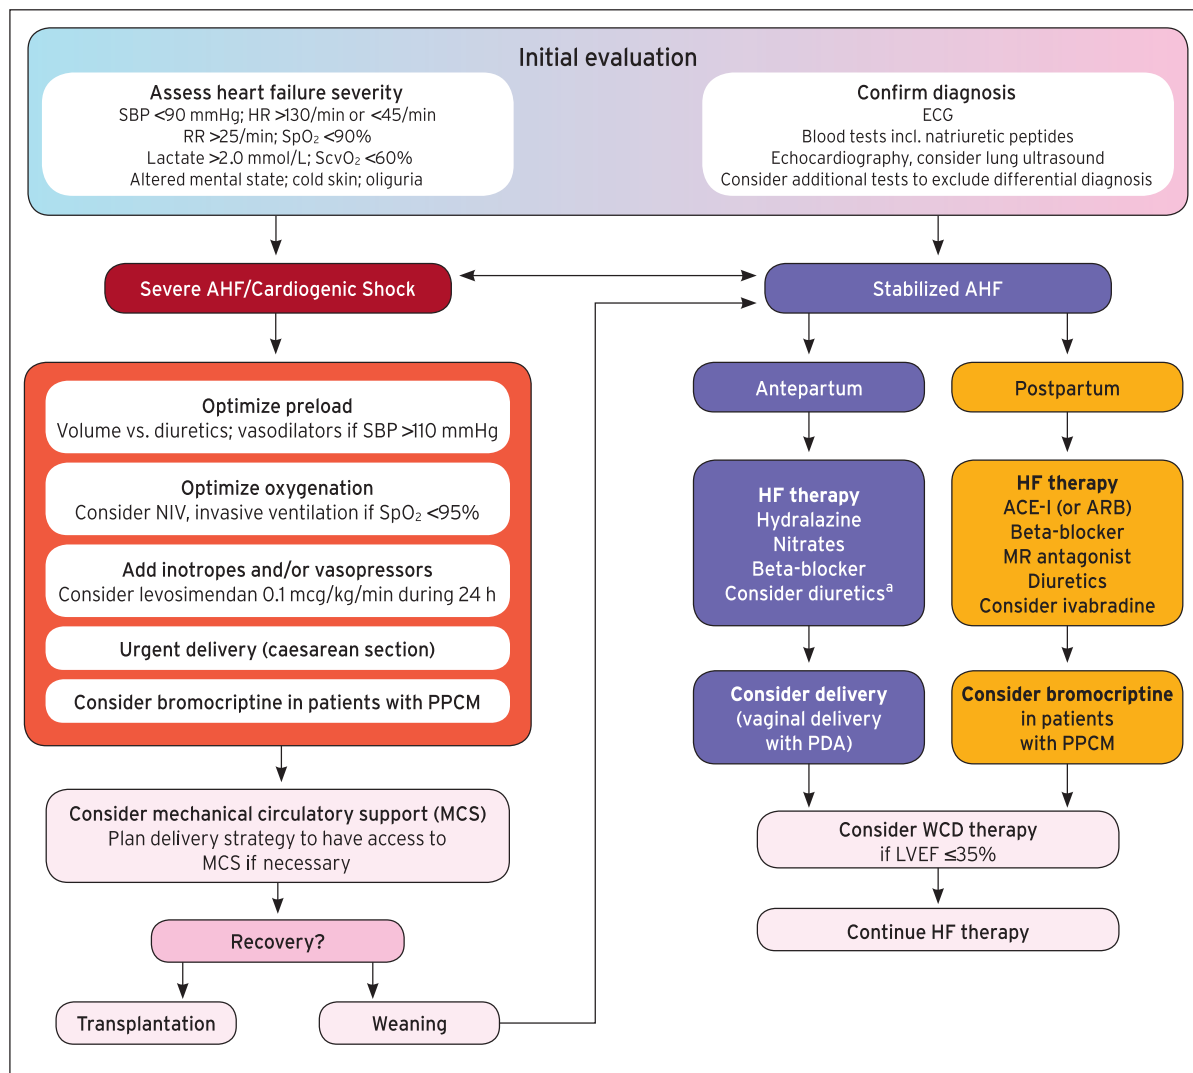 Initial evaluation
Assess heart failure severity
SBP <90 mmHg; HR >130/min or <45/min
RR >25/min; SpO₂ <90%
Lactate >2.0 mmol/L; ScvO₂ <60%
Altered mental state; cold skin; oliguria
Confirm diagnosis
ECG
Blood tests incl. natriuretic peptides
Echocardiography, consider lung ultrasound
Consider additional tests to exclude differential diagnosis
Severe AHF/Cardiogenic Shock
Stabilized AHF
Optimize preload
Volume vs. diuretics; vasodilators if SBP >110 mmHg
Optimize oxygenation
Consider NIV, invasive ventilation if SpO₂ <95%
Add inotropes and/or vasopressors
Consider levosimendan 0.1 mcg/kg/min during 24 h
Urgent delivery (caesarean section)
Consider bromocriptine in patients with PPCM
Consider mechanical circulatory support (MCS)
Plan delivery strategy to have access to
MCS if necessary
Recovery?
Transplantation
Weaning
Antepartum
HF therapy
Hydralazine
Nitrates
Beta-blocker
Consider diureticsᵃ
Consider delivery
(vaginal delivery
with PDA)
Postpartum
HF therapy
ACE-I (or ARB)
Beta-blocker
MR antagonist
Diuretics
Consider ivabradine
Consider bromocriptine
in patients
with PPCM
Consider WCD therapy
if LVEF ≤35%
Continue HF therapy